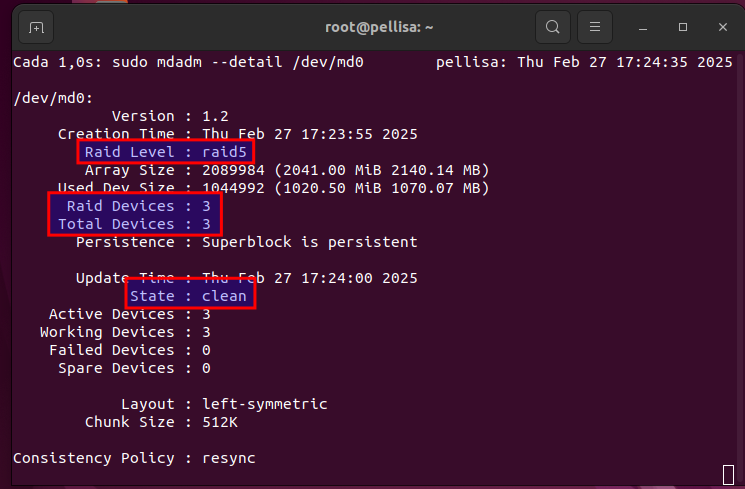 root@pellisa: ~
Cada 1,0s: sudo mdadm --detail /dev/md0 pellisa: Thu Feb 27 17:24:35 2025
/dev/md0:
Version : 1.2
Creation Time : Thu Feb 27 17:23:55 2025
Raid Level : raid5
Array Size : 2089984 (2041.00 MiB 2140.14 MB)
Used Dev Size : 1044992 (1020.50 MiB 1070.07 MB)
Raid Devices : 3
Total Devices : 3
Persistence : Superblock is persistent
Update Time : Thu Feb 27 17:24:00 2025
State : clean
Active Devices : 3
Working Devices : 3
Failed Devices : 0
Spare Devices : 0
Layout : left-symmetric
Chunk Size : 512K
Consistency Policy : resync